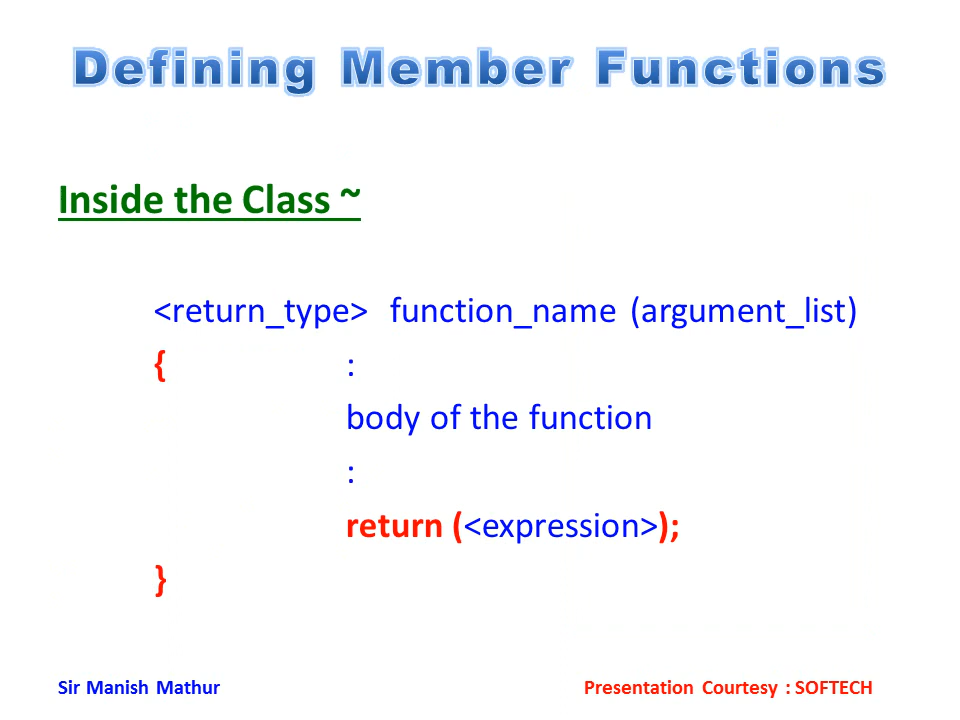 Defining Member Functions
Inside the Class ~
<return_type> function_name (argument_list)
{ :
body of the function
:
return (<expression>);
}
Sir Manish Mathur Presentation Courtesy : SOFTECH